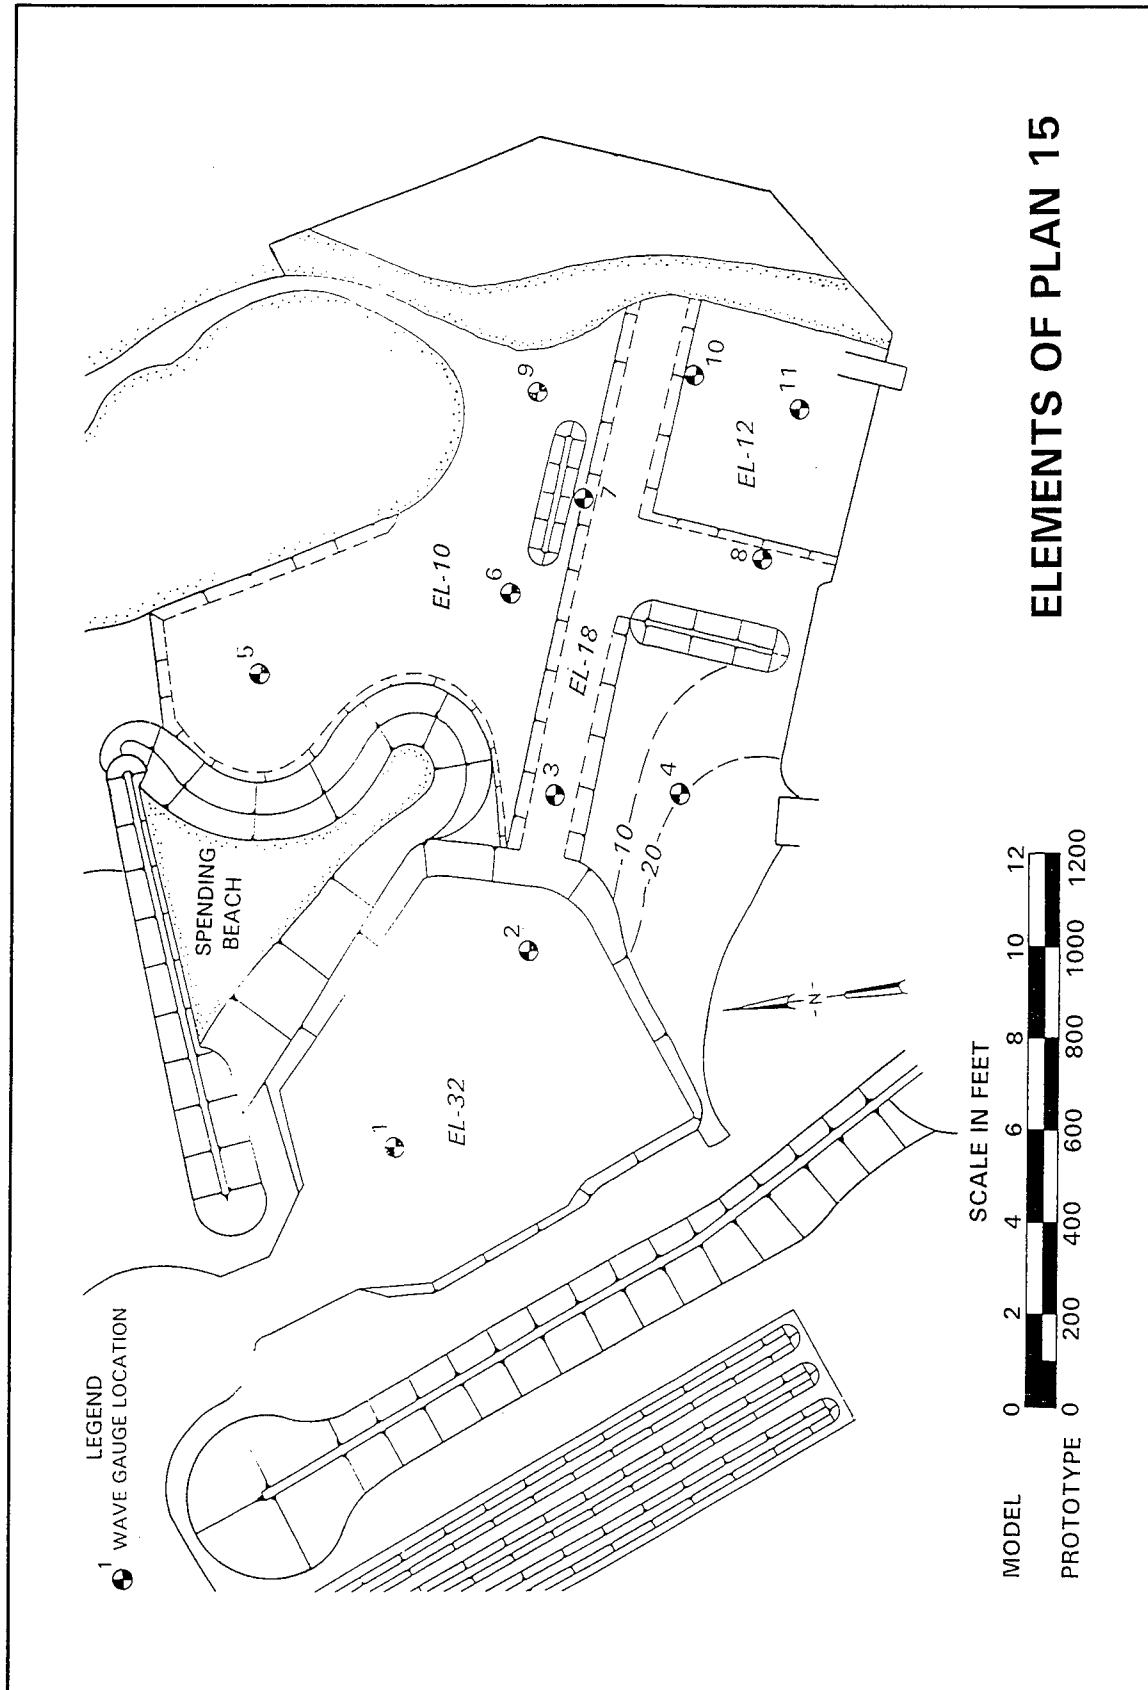 LEGEND
1 WAVE GAUGE LOCATION
SPENDING
BEACH
5
9
6
EL-10
7
10
11
EL-12
8
EL-18
3
4
-10-
-20-
2
1
EL-32
-N-
SCALE IN FEET
MODEL 0 2 4 6 8 10 12
PROTOTYPE 0 200 400 600 800 1000 1200
ELEMENTS OF PLAN 15